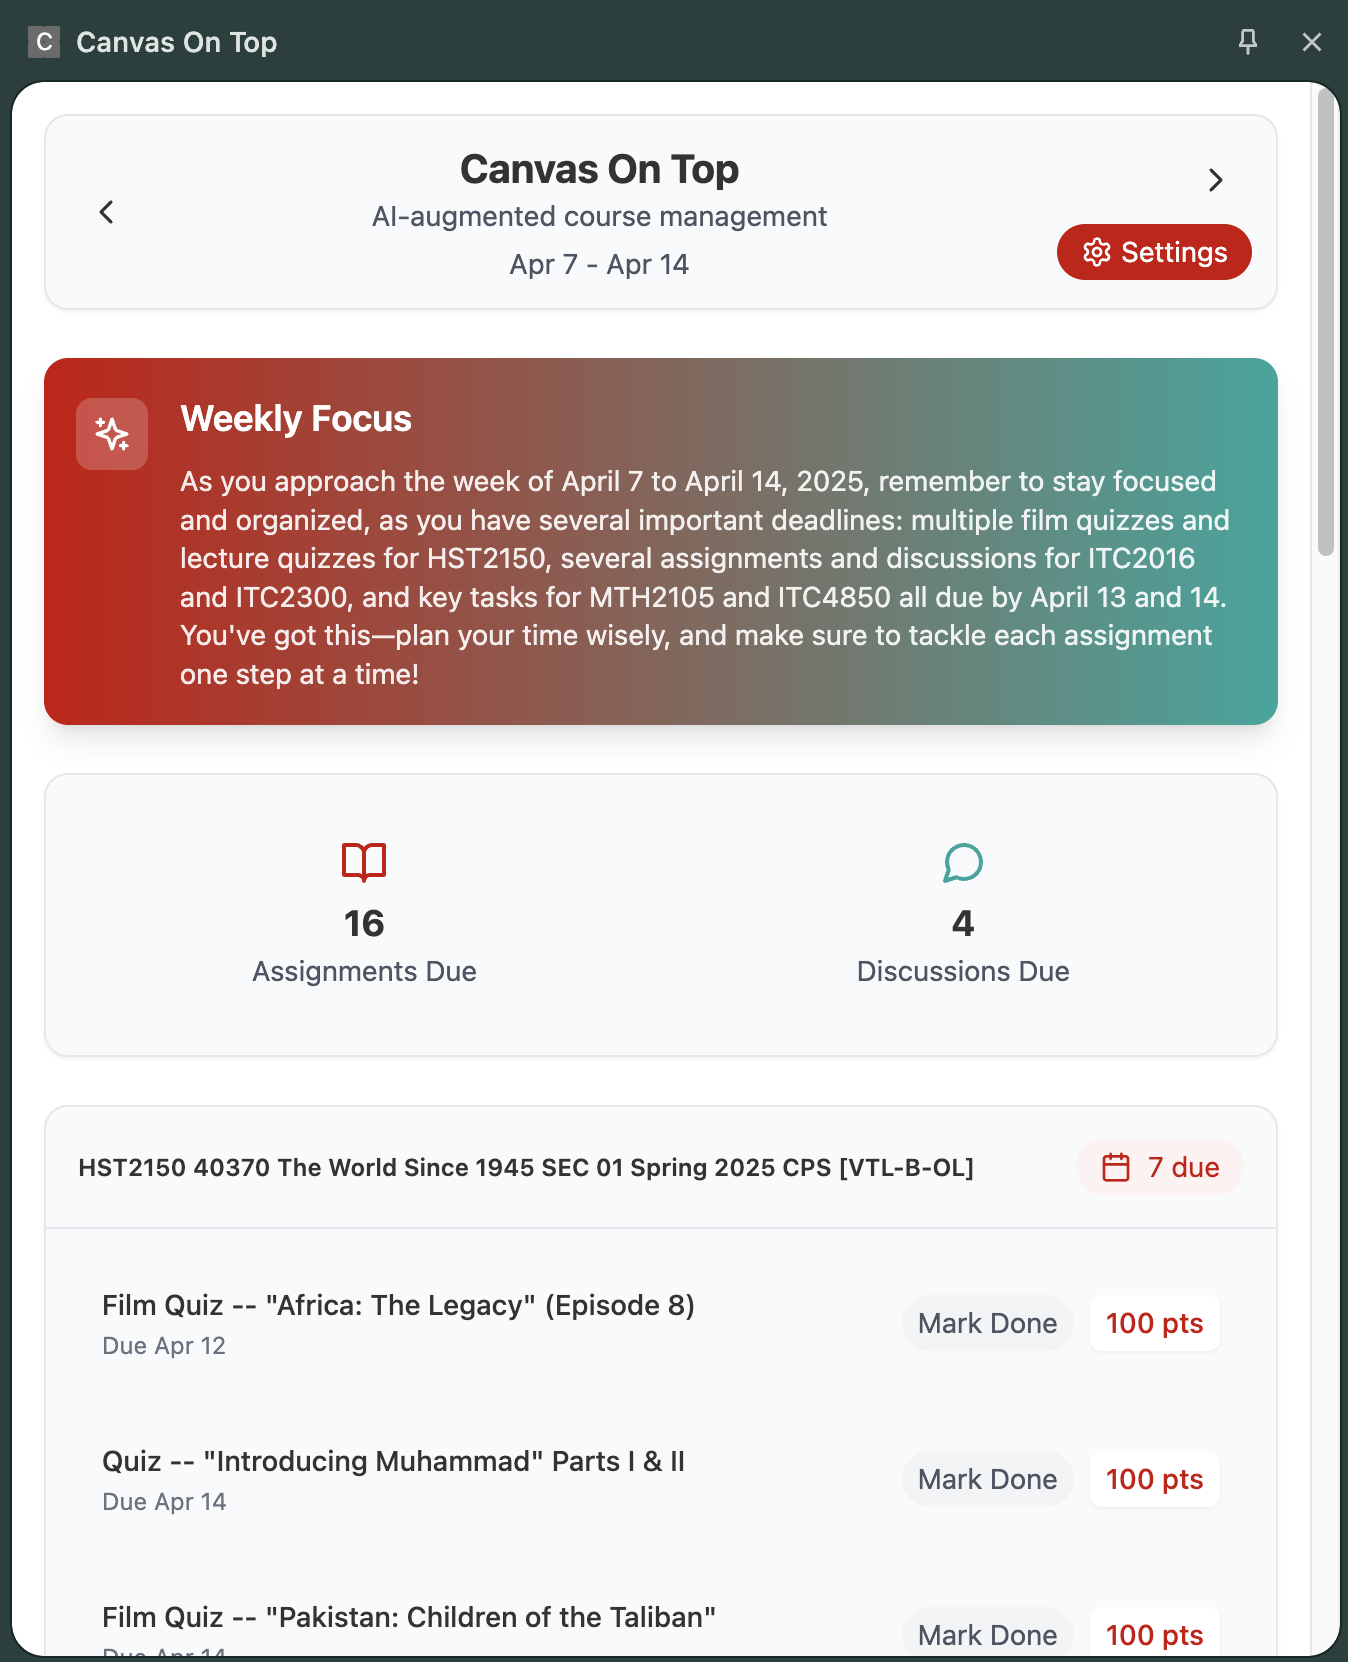 C Canvas On Top
Canvas On Top
AI-augmented course management
Apr 7 - Apr 14
Settings
Weekly Focus
As you approach the week of April 7 to April 14, 2025, remember to stay focused
and organized, as you have several important deadlines: multiple film quizzes and
lecture quizzes for HST2150, several assignments and discussions for ITC2016
and ITC2300, and key tasks for MTH2105 and ITC4850 all due by April 13 and 14.
You've got this—plan your time wisely, and make sure to tackle each assignment
one step at a time!
16
Assignments Due
4
Discussions Due
HST2150 40370 The World Since 1945 SEC 01 Spring 2025 CPS [VTL-B-OL]
7 due
Film Quiz -- "Africa: The Legacy" (Episode 8)
Due Apr 12
Mark Done
100 pts
Quiz -- "Introducing Muhammad" Parts I & II
Due Apr 14
Mark Done
100 pts
Film Quiz -- "Pakistan: Children of the Taliban"
Due Apr 14
Mark Done
100 pts